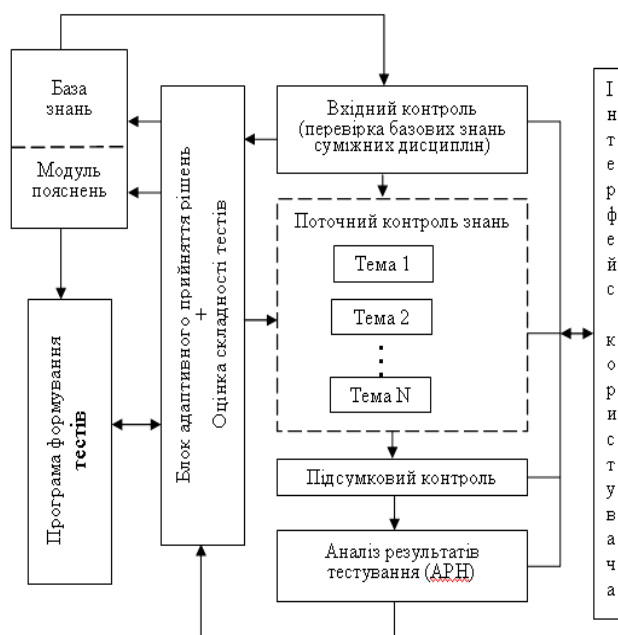 База
знань
Модуль
пояснень
Програма формування
тестів
Блок адаптивного прийняття рішень
+
Оцінка складності тестів
Вхідний контроль
(перевірка базових знань
суміжних дисциплін)
Поточний контроль знань
Тема 1
Тема 2
Тема N
Підсумковий контроль
Аналіз результатів
тестування (АРН)
Інтерфейс користувача